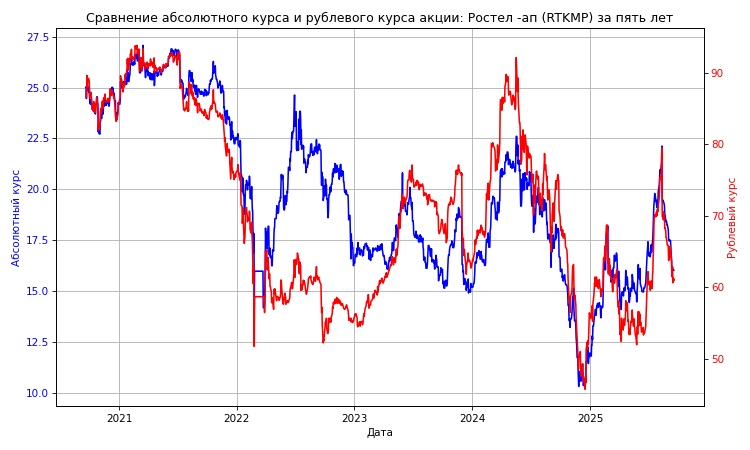 Сравнение абсолютного курса и рублевого курса акции: Ростел -ап (RTKMP) за пять лет
27.5
25.0
22.5
20.0
17.5
15.0
12.5
10.0
Абсолютный курс
90
80
70
60
50
Рублевый курс
2021 2022 2023 2024 2025
Дата